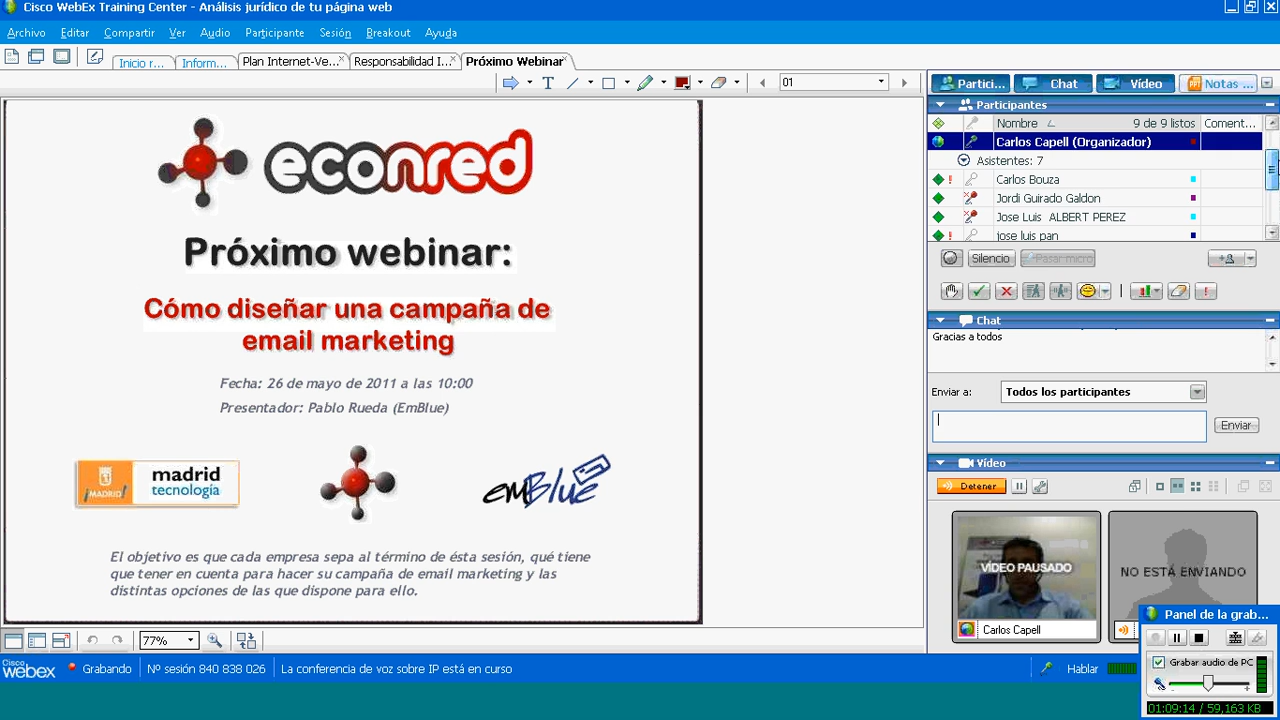 Cisco WebEx Training Center - Análisis jurídico de tu página web
Archivo Editar Compartir Ver Audio Participante Sesión Breakout Ayuda
Inicio r... Inform... Plan Internet-Ve... Responsabilidad I... Próximo Webinar
T 01
Partici... Chat Vídeo Notas ...
Participantes
Nombre 9 de 9 listos Coment...
Carlos Capell (Organizador)
Asistentes: 7
Carlos Bouza
Jordi Guirado Galdon
Jose Luis ALBERT PEREZ
jose luis pan
Silencio Pasar micro
Chat
Gracias a todos
Enviar a: Todos los participantes
Enviar
Vídeo
Detener
VÍDEO PAUSADO
NO ESTÁ ENVIANDO
Carlos Capell
econred
Próximo webinar:
Cómo diseñar una campaña de
email marketing
Fecha: 26 de mayo de 2011 a las 10:00
Presentador: Pablo Rueda (EmBlue)
¡MADRID!
madrid
tecnología
emBlue
El objetivo es que cada empresa sepa al término de ésta sesión, qué tiene
que tener en cuenta para hacer su campaña de email marketing y las
distintas opciones de las que dispone para ello.
77%
Cisco
webex
Grabando Nº sesión 840 838 026 La conferencia de voz sobre IP está en curso
Hablar
Panel de la grab...
Grabar audio de PC
01:09:14 / 59,163 KB